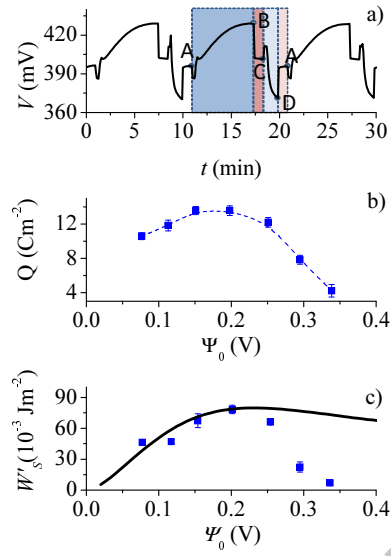 a)
V (mV)
420
390
360
A B C D A
0 5 10 15 20 25 30
t (min)
b)
Q (Cm⁻²)
12
8
4
0.0 0.1 0.2 0.3 0.4
Ψ₀ (V)
c)
W'ₛ(10⁻³ Jm⁻²)
90
60
30
0
0.0 0.1 0.2 0.3 0.4
Ψ₀ (V)